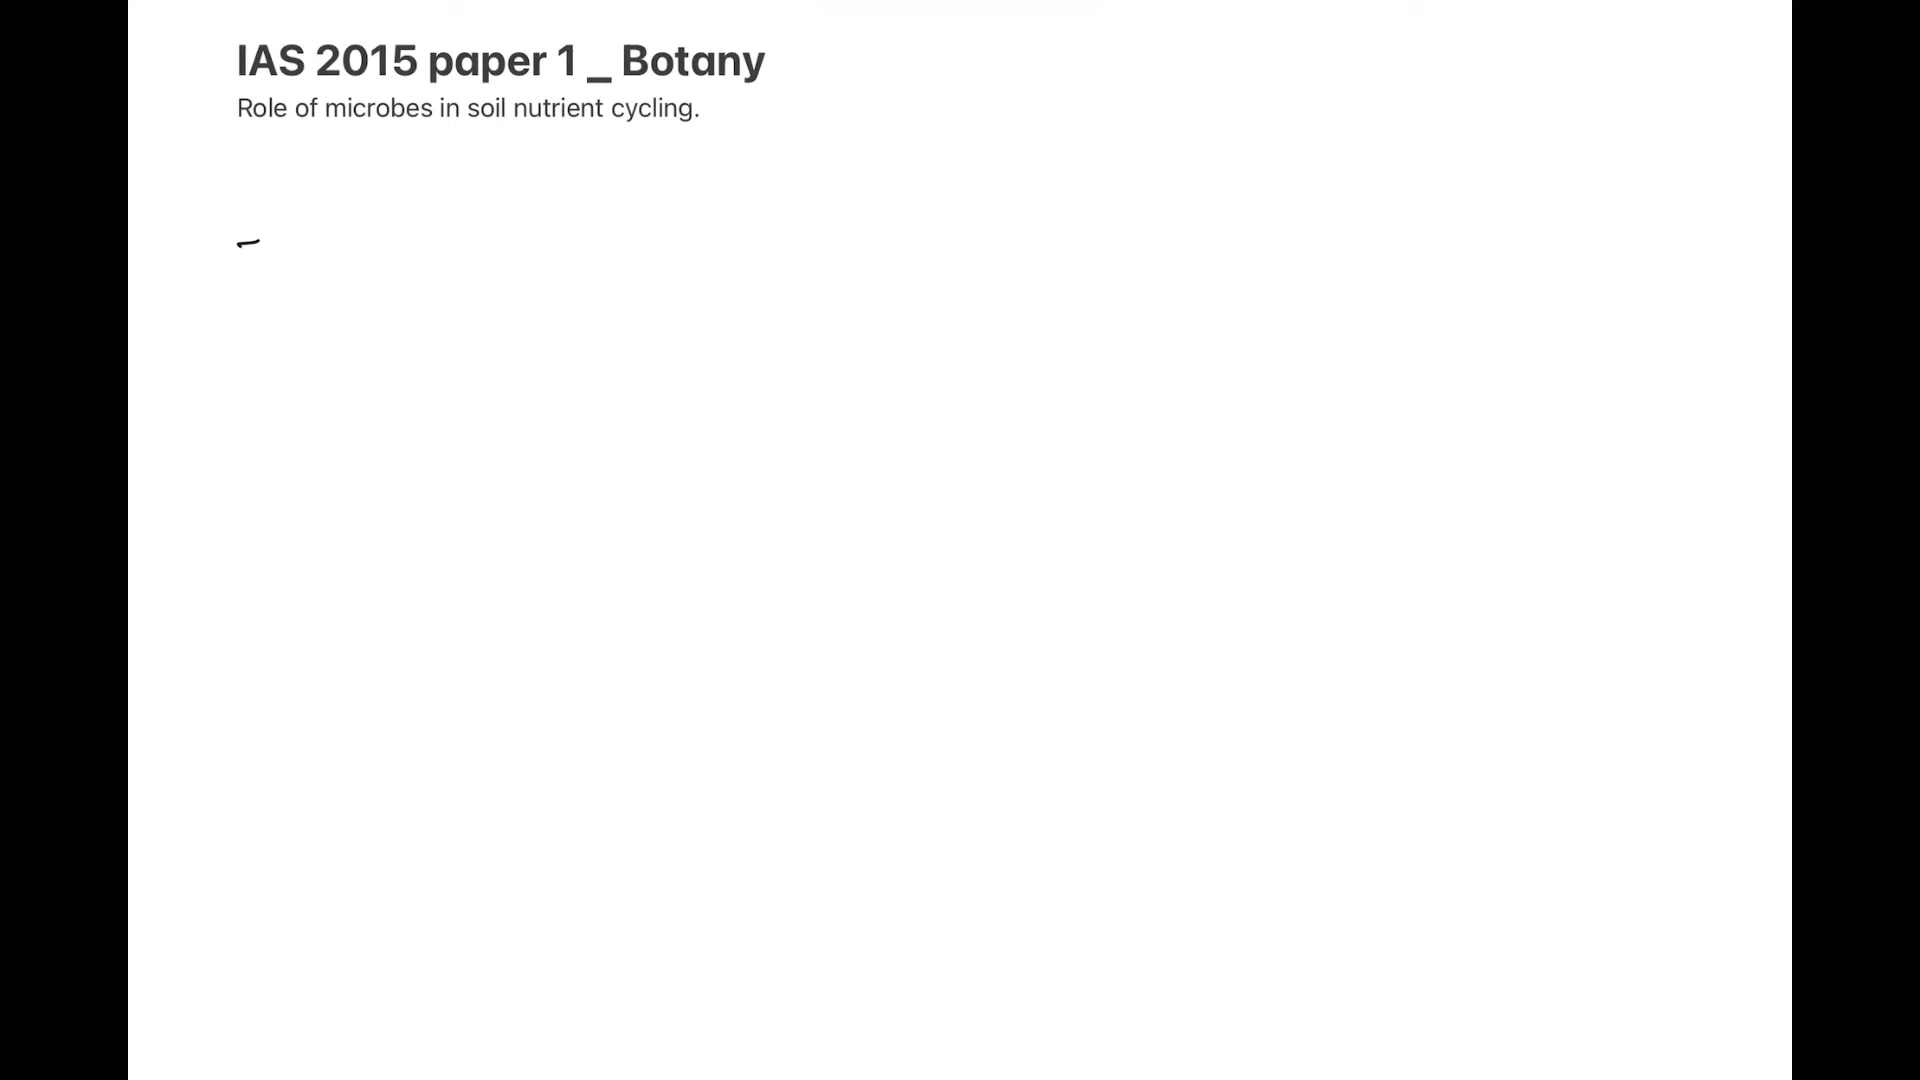 IAS 2015 paper 1 _ Botany
Role of microbes in soil nutrient cycling.